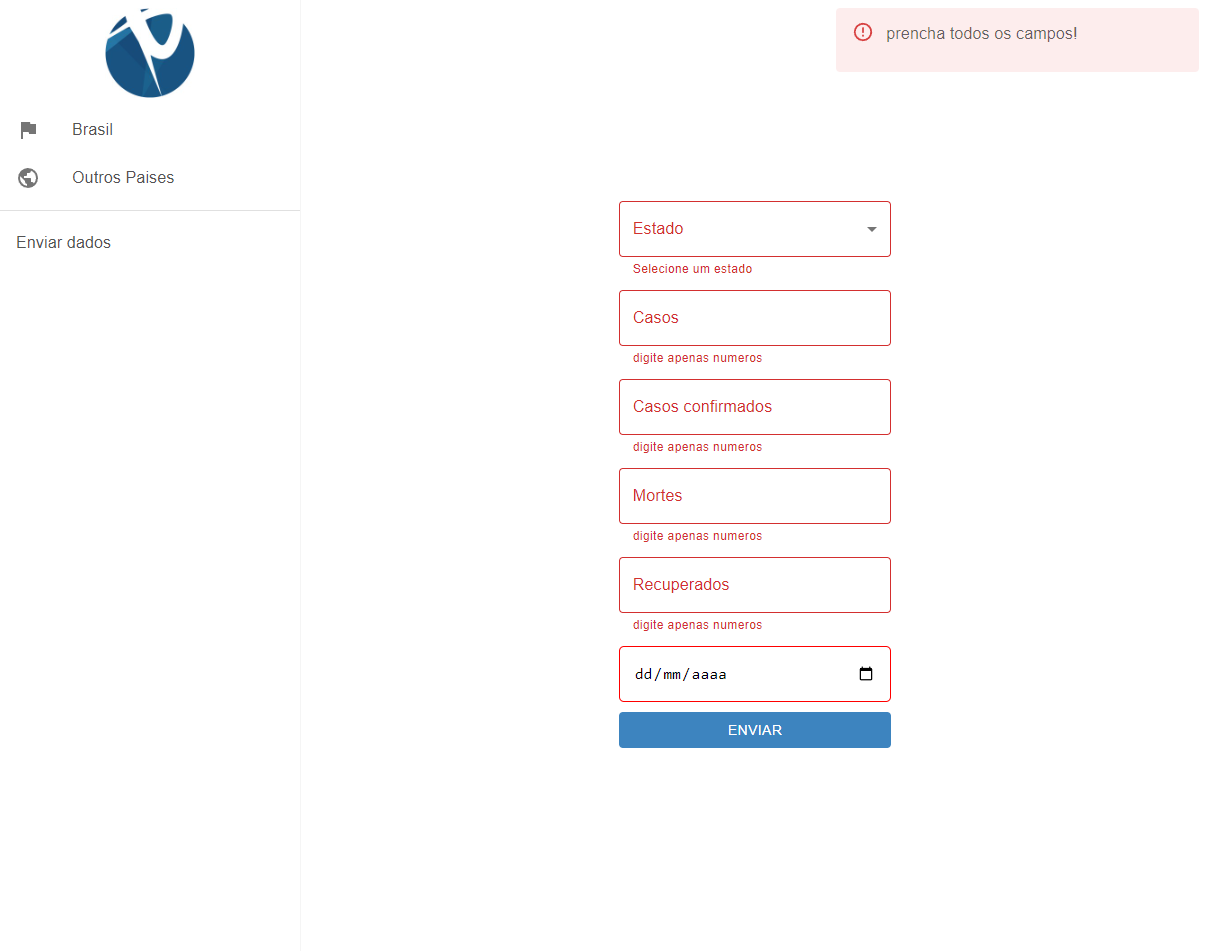 prencha todos os campos!
Brasil
Outros Paises
Enviar dados
Estado
Selecione um estado
Casos
digite apenas numeros
Casos confirmados
digite apenas numeros
Mortes
digite apenas numeros
Recuperados
digite apenas numeros
dd/mm/aaaa
ENVIAR